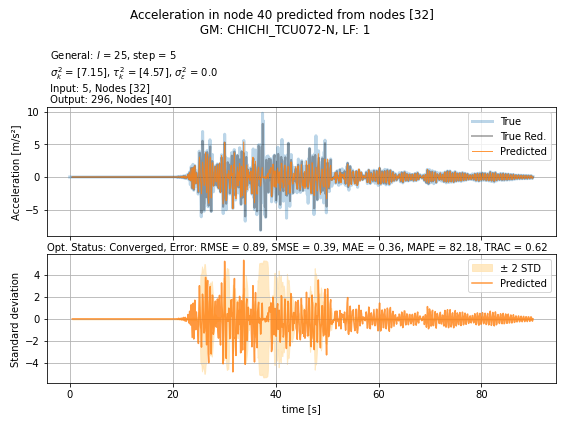 Acceleration in node 40 predicted from nodes [32]
GM: CHICHI_TCU072-N, LF: 1
General: l = 25, step = 5
σ²ₖ = [7.15], τ²ₖ = [4.57], σ²ε = 0.0
Input: 5, Nodes [32]
Output: 296, Nodes [40]
10
5
0
−5
Acceleration [m/s²]
True
True Red.
Predicted
Opt. Status: Converged, Error: RMSE = 0.89, SMSE = 0.39, MAE = 0.36, MAPE = 82.18, TRAC = 0.62
4
2
0
−2
−4
Standard deviation
± 2 STD
Predicted
0 20 40 60 80
time [s]